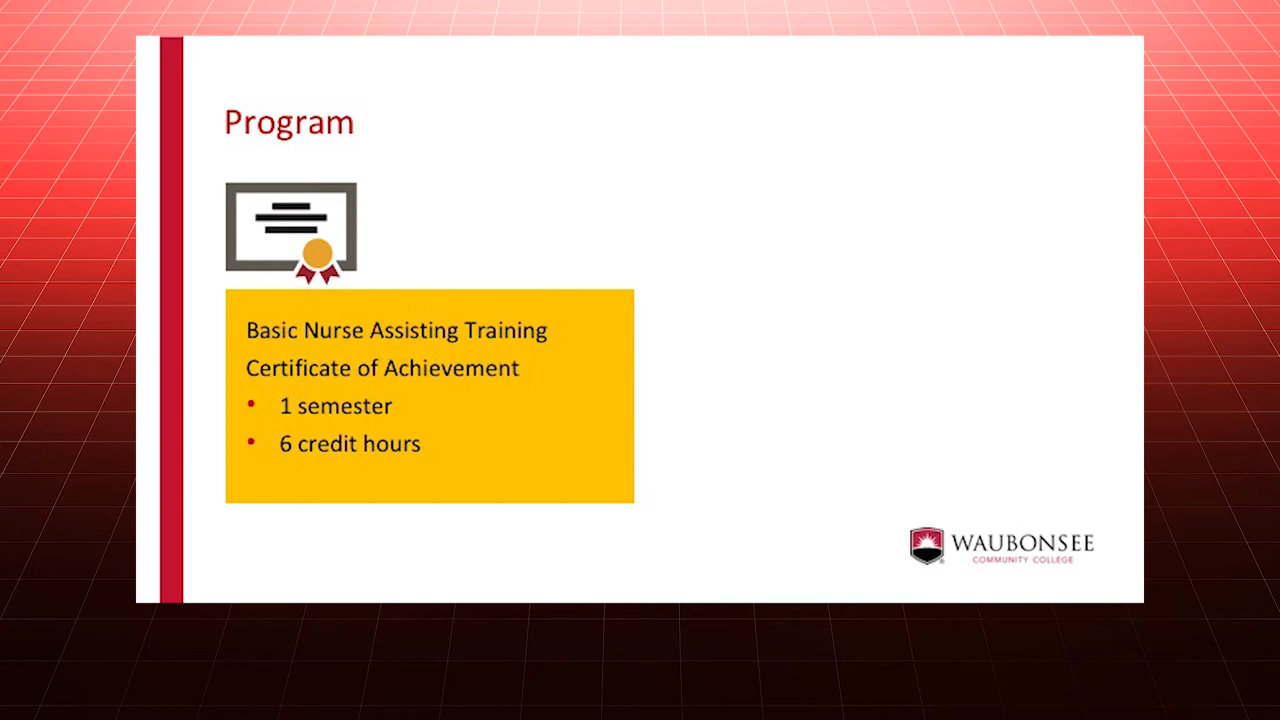 Program
Basic Nurse Assisting Training
Certificate of Achievement
• 1 semester
• 6 credit hours
WAUBONSEE
COMMUNITY COLLEGE